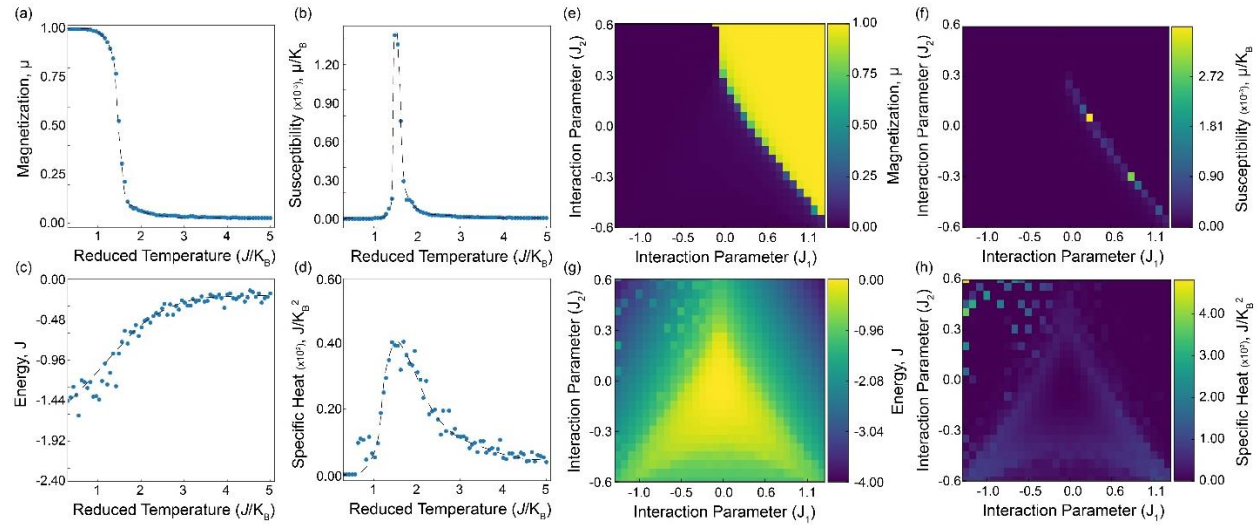 (a)
1.00
0.75
0.50
0.25
0.00
Magnetization, μ
1 2 3 4 5
Reduced Temperature (J/K_B)
(b)
1.20
0.90
0.60
0.30
0.00
Susceptibility (x10⁻³), μ/K_B
1 2 3 4 5
Reduced Temperature (J/K_B)
(e)
0.6
0.3
0.0
-0.3
-0.6
Interaction Parameter (J₂)
-1.0 -0.6 0.0 0.6 1.1
Interaction Parameter (J₁)
1.00
0.75
0.50
0.25
0.00
Magnetization, μ
(f)
0.6
0.3
0.0
-0.3
-0.6
Interaction Parameter (J₂)
-1.0 -0.6 0.0 0.6 1.1
Interaction Parameter (J₁)
2.72
1.81
0.90
0.00
Susceptibility (x10⁻³), μ/K_B
(c)
0.00
-0.48
-0.96
-1.44
-1.92
-2.40
Energy, J
1 2 3 4 5
Reduced Temperature (J/K_B)
(d)
0.60
0.40
0.20
0.00
Specific Heat (x10²), J/K_B²
1 2 3 4 5
Reduced Temperature (J/K_B)
(g)
0.6
0.3
0.0
-0.3
-0.6
Interaction Parameter (J₂)
-1.0 -0.6 0.0 0.6 1.1
Interaction Parameter (J₁)
0.00
-0.96
-2.08
-3.04
-4.00
Energy, J
(h)
0.6
0.3
0.0
-0.3
-0.6
Interaction Parameter (J₂)
-1.0 -0.6 0.0 0.6 1.1
Interaction Parameter (J₁)
4.00
3.00
2.00
1.00
0.00
Specific Heat (x10²), J/K_B²